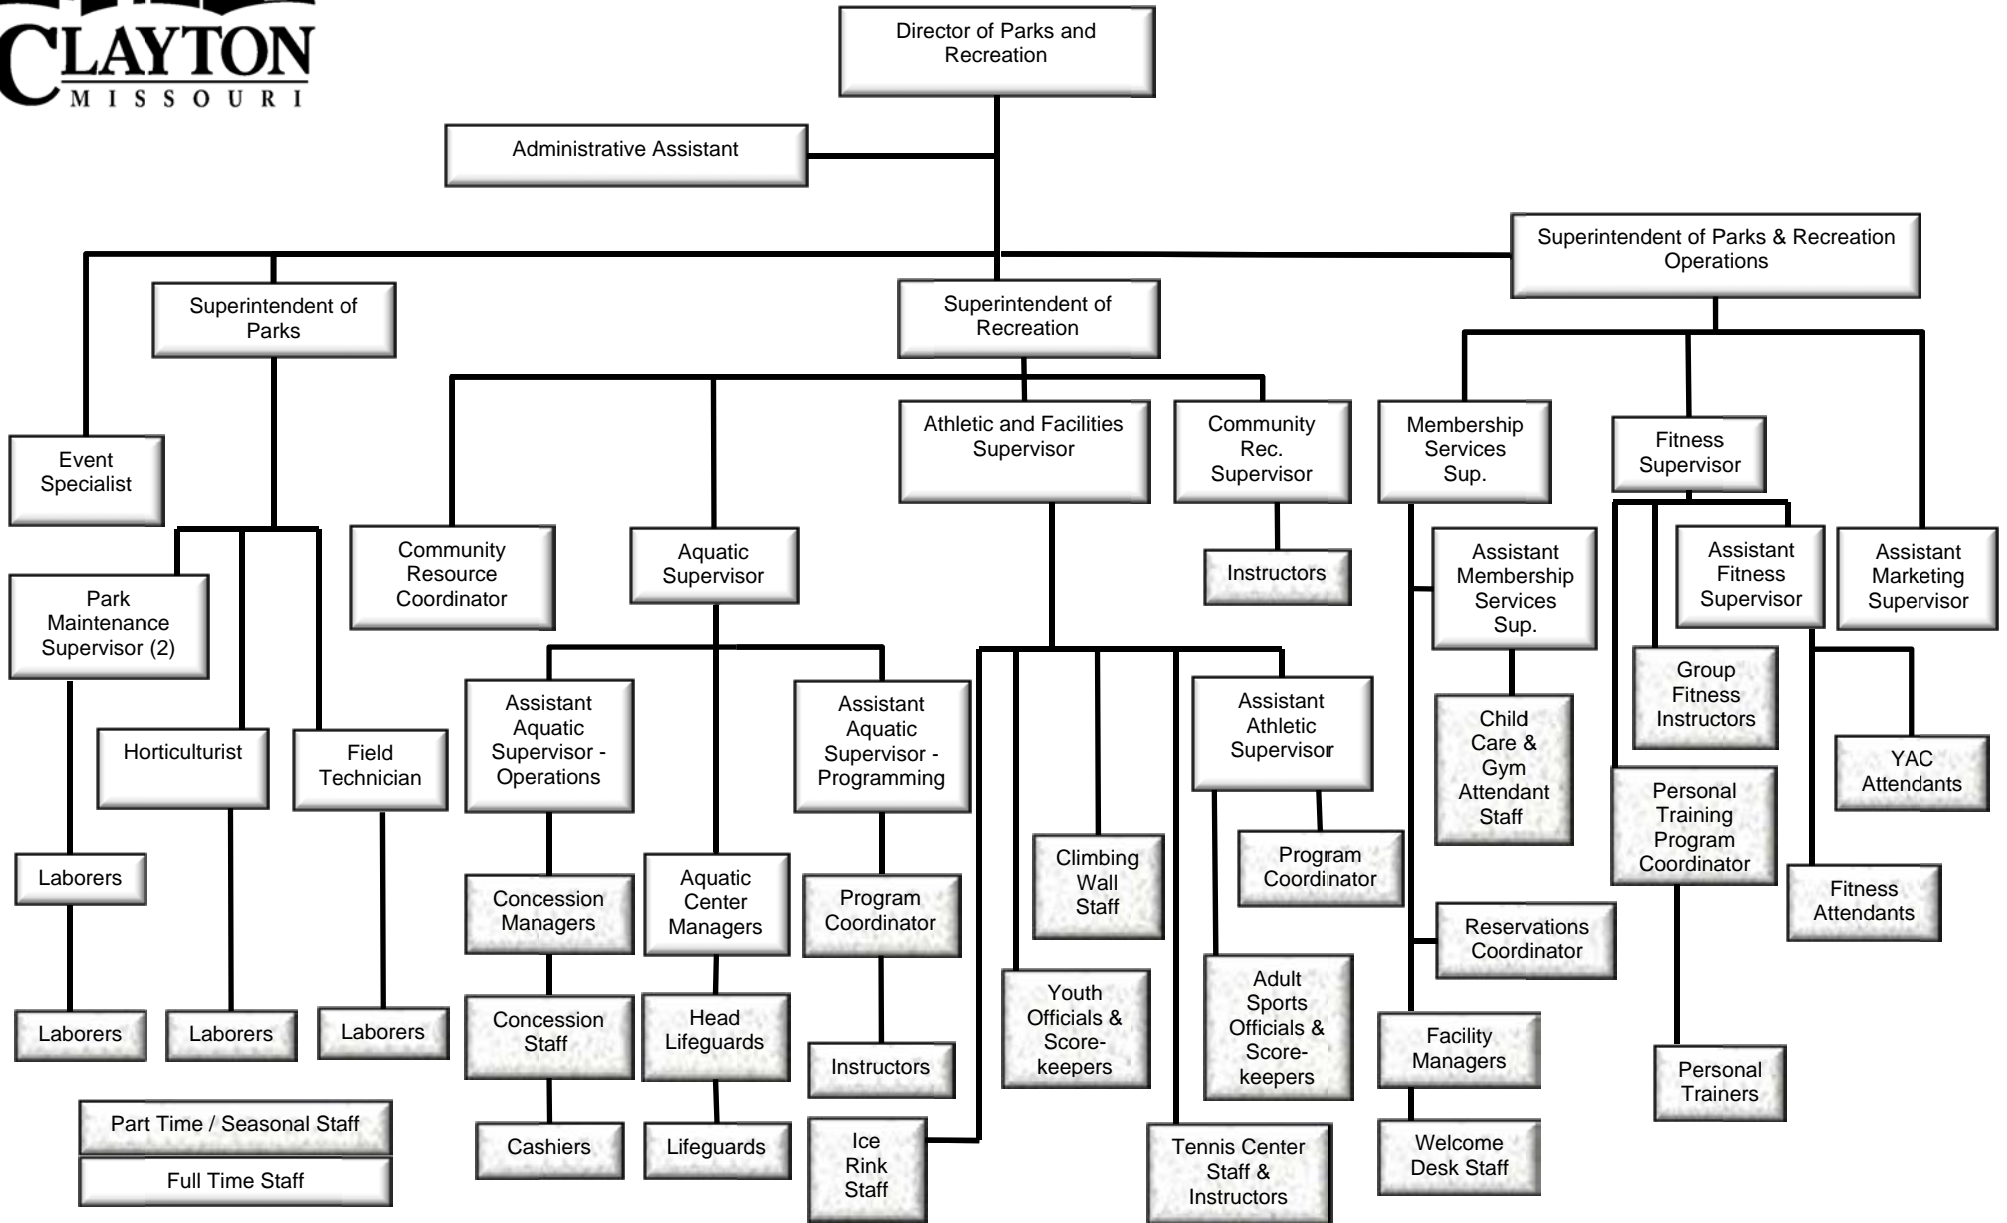 CLAYTON
MISSOURI
Director of Parks and
Recreation
Administrative Assistant
Superintendent of Parks & Recreation
Operations
Superintendent of
Parks
Superintendent of
Recreation
Event
Specialist
Athletic and Facilities
Supervisor
Community
Rec.
Supervisor
Membership
Services
Sup.
Fitness
Supervisor
Community
Resource
Coordinator
Aquatic
Supervisor
Instructors
Assistant
Membership
Services
Sup.
Assistant
Fitness
Supervisor
Assistant
Marketing
Supervisor
Park
Maintenance
Supervisor (2)
Horticulturist
Field
Technician
Assistant
Aquatic
Supervisor -
Operations
Assistant
Aquatic
Supervisor -
Programming
Assistant
Athletic
Supervisor
Child
Care &
Gym
Attendant
Staff
Group
Fitness
Instructors
YAC
Attendants
Personal
Training
Program
Coordinator
Laborers
Concession
Managers
Aquatic
Center
Managers
Program
Coordinator
Climbing
Wall
Staff
Program
Coordinator
Fitness
Attendants
Reservations
Coordinator
Laborers
Laborers
Laborers
Concession
Staff
Head
Lifeguards
Instructors
Youth
Officials &
Score-
keepers
Adult
Sports
Officials &
Score-
keepers
Facility
Managers
Personal
Trainers
Part Time / Seasonal Staff
Full Time Staff
Cashiers
Lifeguards
Ice
Rink
Staff
Tennis Center
Staff &
Instructors
Welcome
Desk Staff